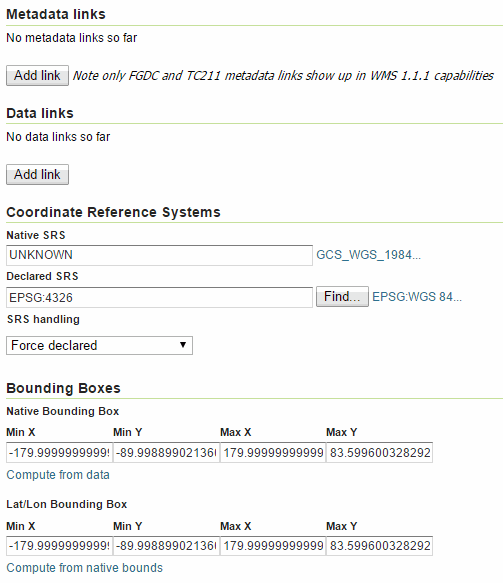 Metadata links
No metadata links so far
Add link Note only FGDC and TC211 metadata links show up in WMS 1.1.1 capabilities
Data links
No data links so far
Add link
Coordinate Reference Systems
Native SRS
UNKNOWN GCS_WGS_1984...
Declared SRS
EPSG:4326 Find... EPSG:WGS 84...
SRS handling
Force declared
Bounding Boxes
Native Bounding Box
Min X Min Y Max X Max Y
-179.9999999999 -89.998899021360 179.99999999999 83.599600328292
Compute from data
Lat/Lon Bounding Box
Min X Min Y Max X Max Y
-179.9999999999 -89.998899021360 179.99999999999 83.599600328292
Compute from native bounds